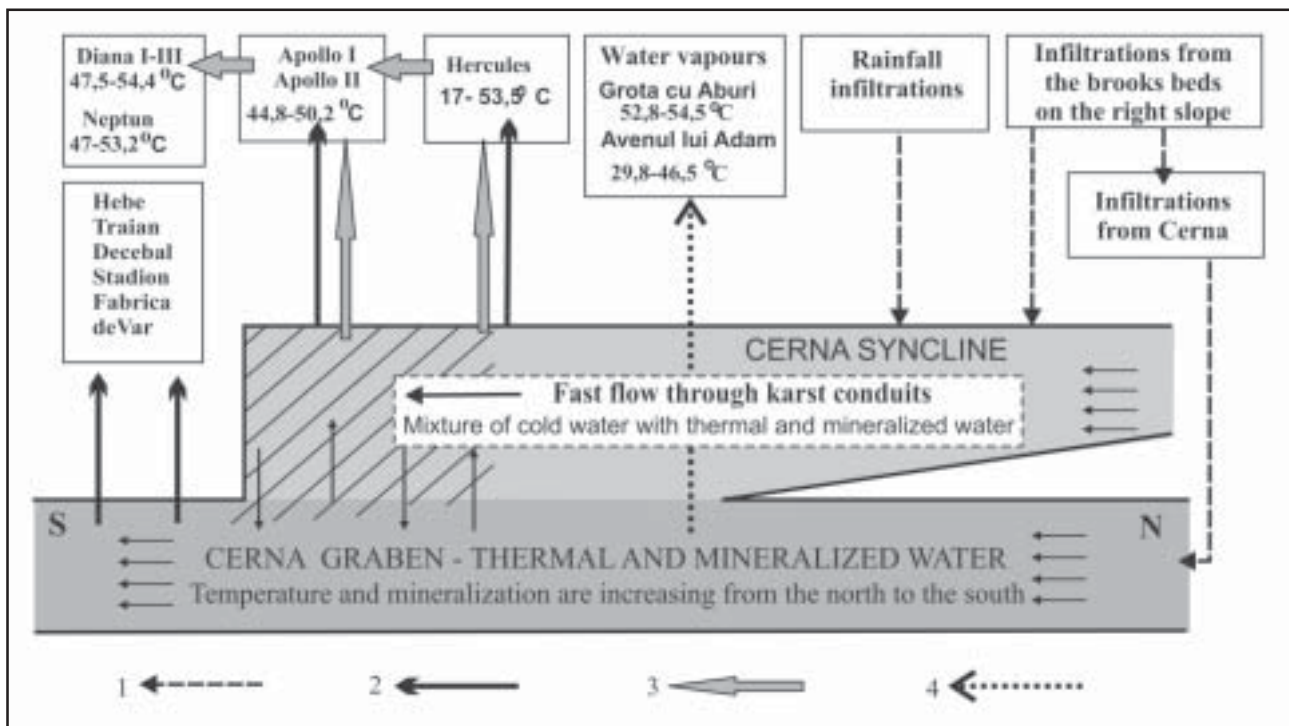 Diana I-III
47,5-54,4 °C
Neptun
47-53,2 °C
Apollo I
Apollo II
44,8-50,2 °C
Hercules
17- 53,5° C
Water vapours
Grota cu Aburi
52,8-54,5 °C
Avenul lui Adam
29,8-46,5 °C
Rainfall
infiltrations
Infiltrations from
the brooks beds
on the right slope
Hebe
Traian
Decebal
Stadion
Fabrica
deVar
Infiltrations
from Cerna
CERNA SYNCLINE
Fast flow through karst conduits
Mixture of cold water with thermal and mineralized water
S
N
CERNA GRABEN - THERMAL AND MINERALIZED WATER
Temperature and mineralization are increasing from the north to the south
1 2 3 4